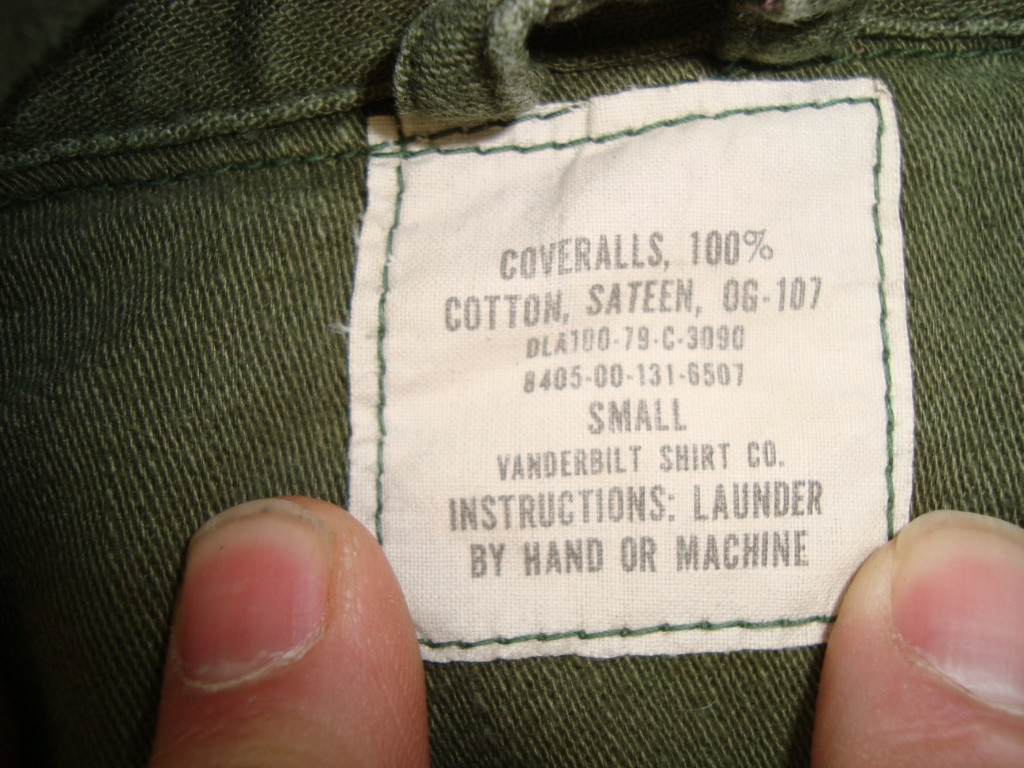 COVERALLS, 100%
COTTON, SATEEN, OG-107
DLA100-79-C-3090
8405-00-131-6507
SMALL
VANDERBILT SHIRT CO.
INSTRUCTIONS: LAUNDER
BY HAND OR MACHINE